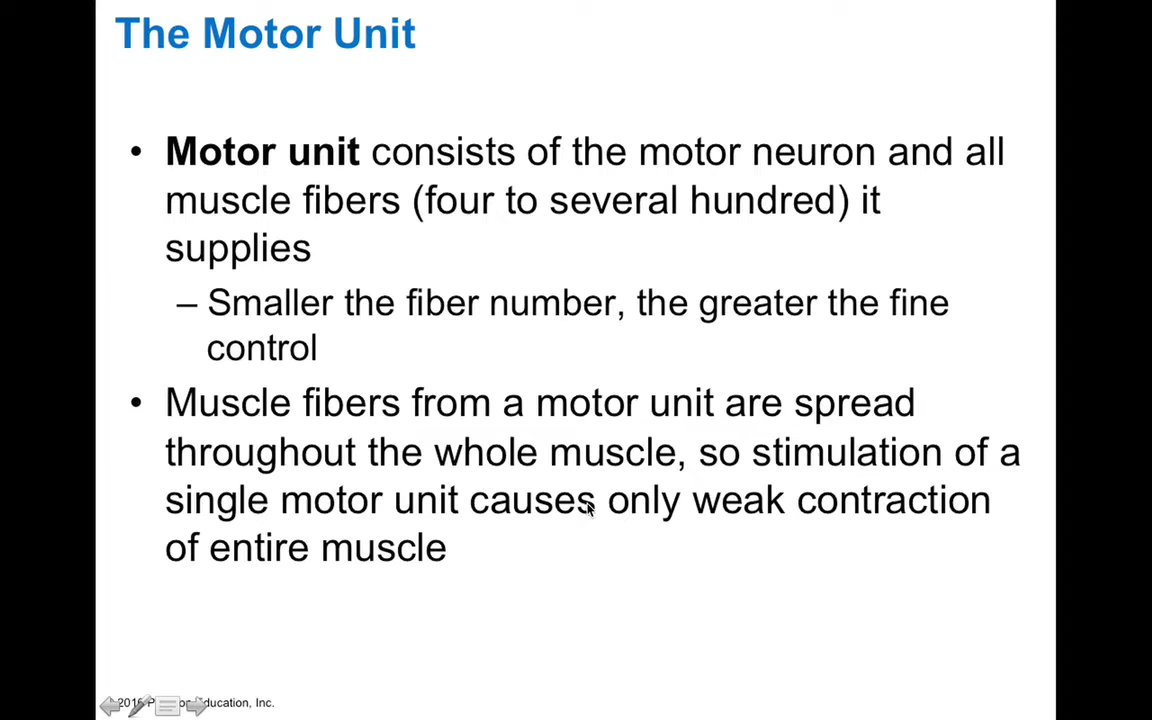 The Motor Unit
• Motor unit consists of the motor neuron and all
muscle fibers (four to several hundred) it
supplies
– Smaller the fiber number, the greater the fine
control
• Muscle fibers from a motor unit are spread
throughout the whole muscle, so stimulation of a
single motor unit causes only weak contraction
of entire muscle
Inc.